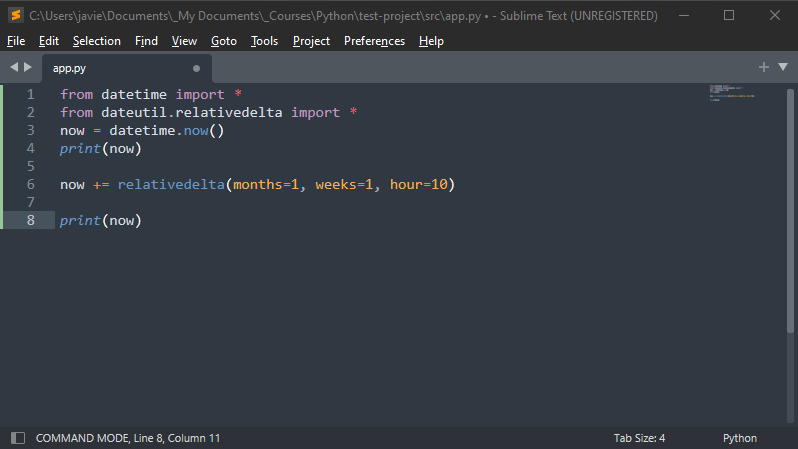 C:\Users\javie\Documents\_My Documents\_Courses\Python\test-project\src\app.py • - Sublime Text (UNREGISTERED)
File Edit Selection Find View Goto Tools Project Preferences Help
app.py
1 from datetime import *
2 from dateutil.relativedelta import *
3 now = datetime.now()
4 print(now)
5
6 now += relativedelta(months=1, weeks=1, hour=10)
7
8 print(now)
COMMAND MODE, Line 8, Column 11 Tab Size: 4 Python